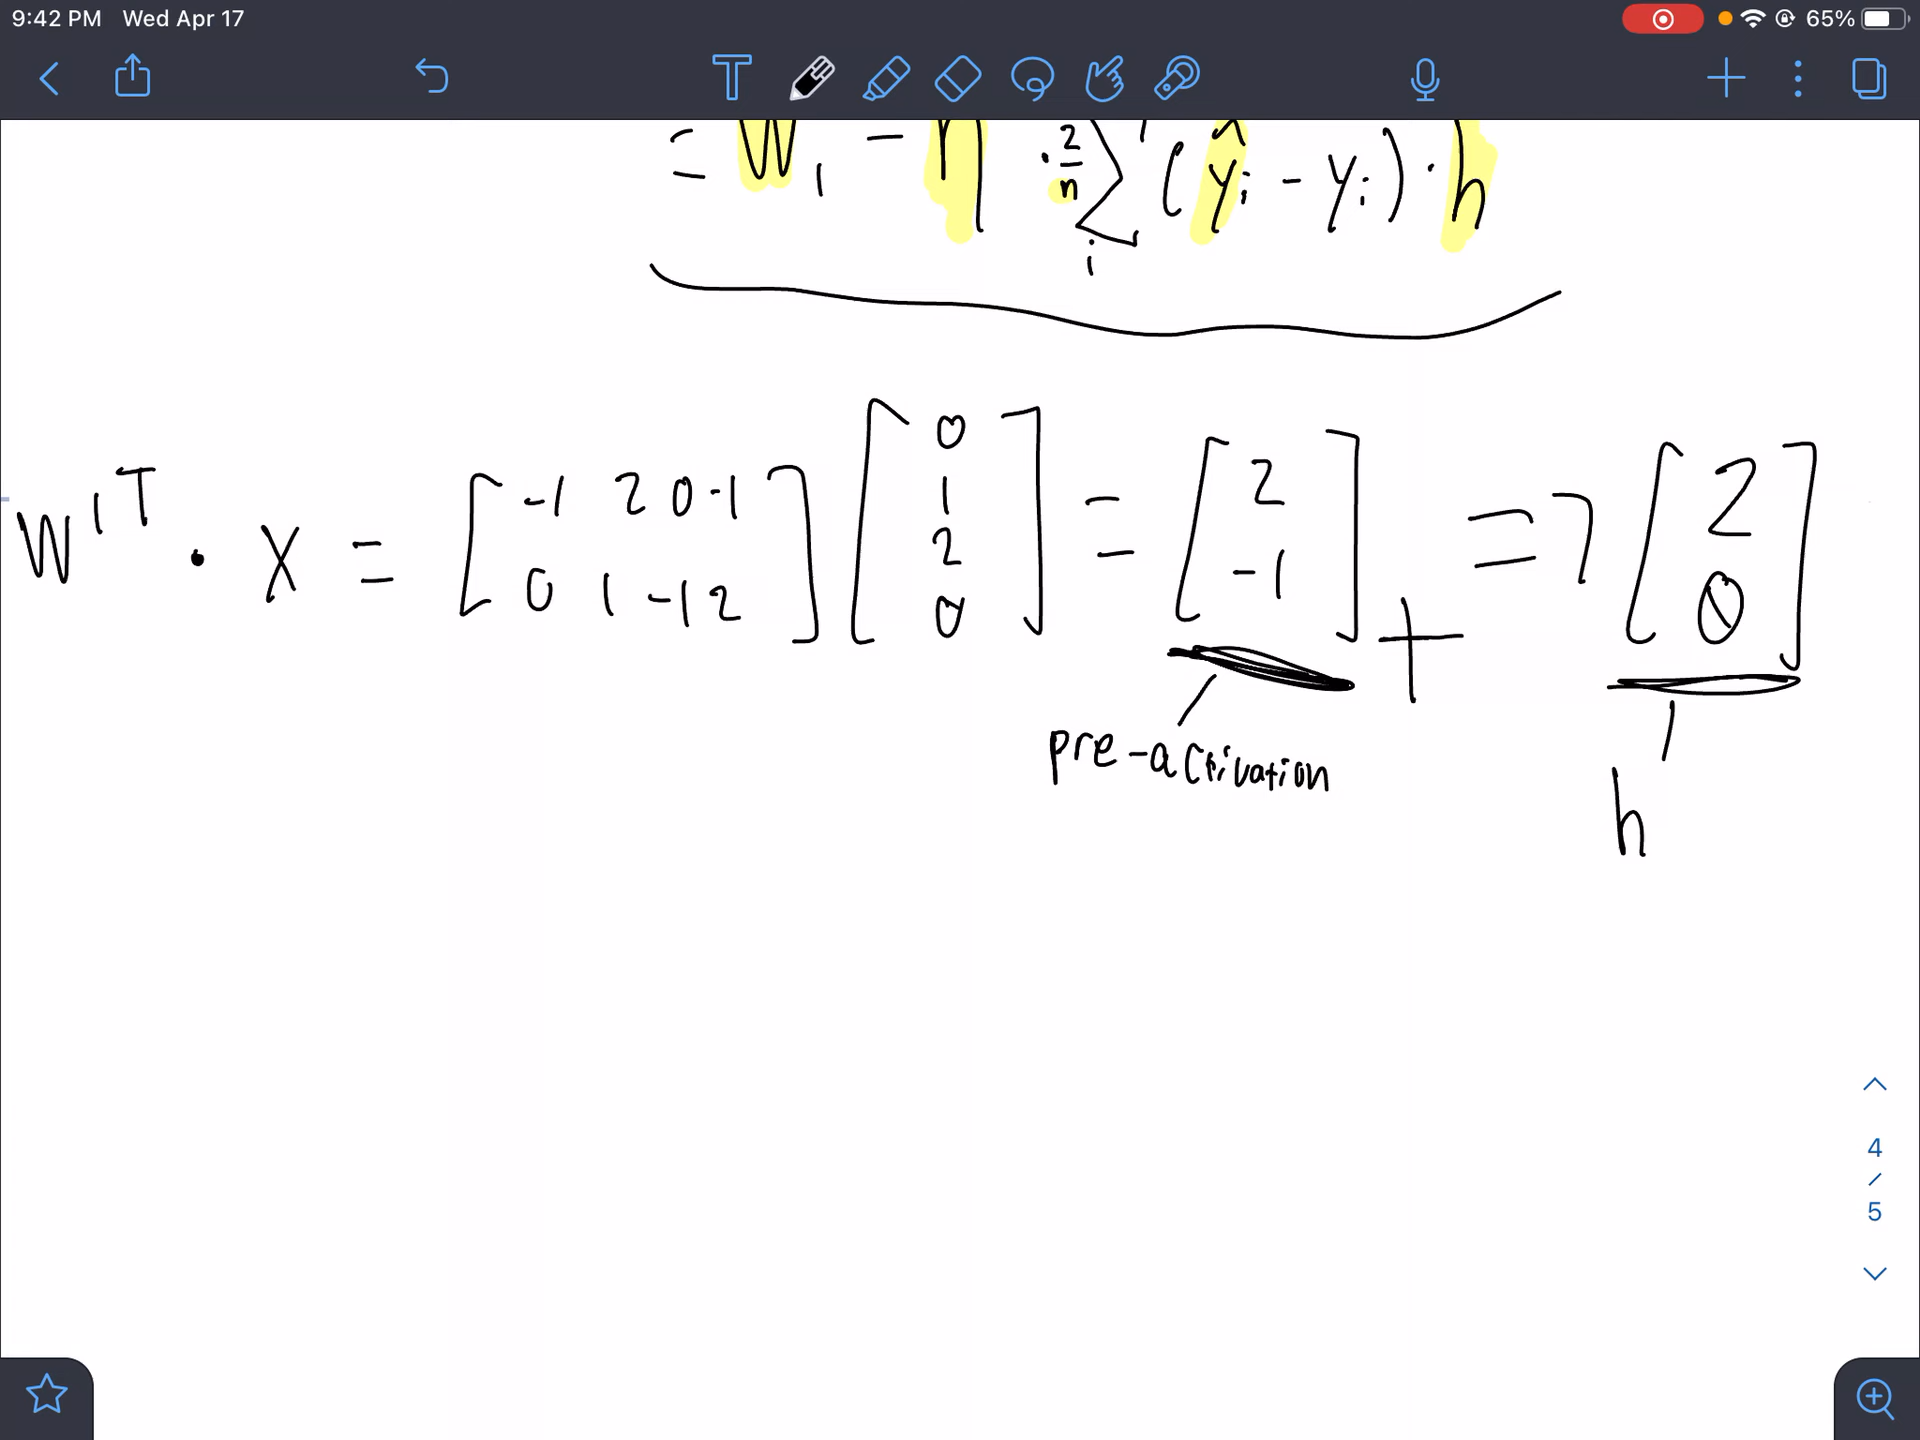 9:42 PM Wed Apr 17 65%
= W₁ - η · 2/n Σ i (ŷᵢ - yᵢ) · h
W¹ᵀ · X = [ -1 2 0 -1 ; 0 1 -1 2 ] [ 0 ; 1 ; 2 ; 0 ] = [ 2 ; -1 ]+ => [ 2 ; 0 ]
pre-activation
h
4
/
5